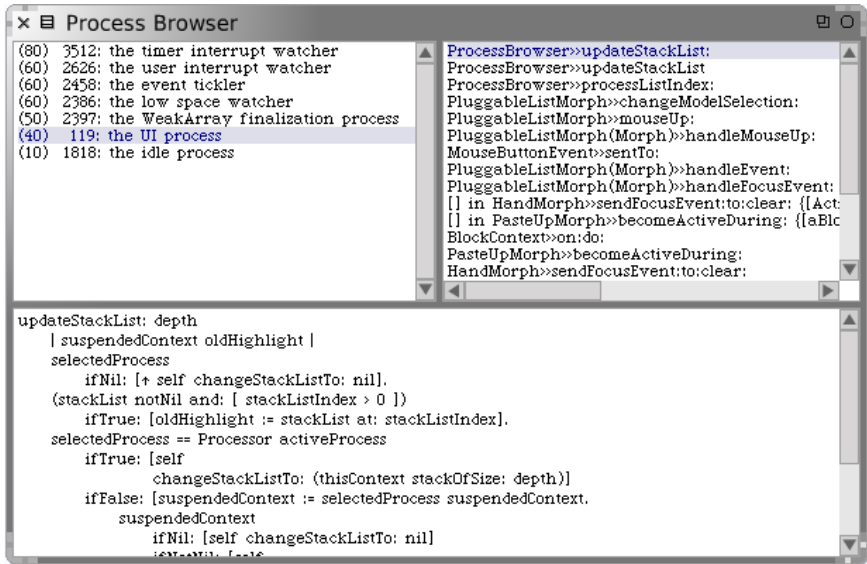 Process Browser
(80) 3512: the timer interrupt watcher
(60) 2626: the user interrupt watcher
(60) 2458: the event tickler
(60) 2386: the low space watcher
(50) 2397: the WeakArray finalization process
(40) 119: the UI process
(10) 1818: the idle process
ProcessBrowser»updateStackList:
ProcessBrowser»updateStackList
ProcessBrowser»processListIndex:
PluggableListMorph»changeModelSelection:
PluggableListMorph»mouseUp:
PluggableListMorph(Morph)»handleMouseUp:
MouseButtonEvent»sentTo:
PluggableListMorph(Morph)»handleEvent:
PluggableListMorph(Morph)»handleFocusEvent:
[] in HandMorph»sendFocusEvent:to:clear: {[Act
[] in PasteUpMorph»becomeActiveDuring: {[aBlo
BlockContext»on:do:
PasteUpMorph»becomeActiveDuring:
HandMorph»sendFocusEvent:to:clear:
updateStackList: depth
| suspendedContext oldHighlight |
selectedProcess
ifNil: [↑ self changeStackListTo: nil].
(stackList notNil and: [ stackListIndex > 0 ])
ifTrue: [oldHighlight := stackList at: stackListIndex].
selectedProcess == Processor activeProcess
ifTrue: [self
changeStackListTo: (thisContext stackOfSize: depth)]
ifFalse: [suspendedContext := selectedProcess suspendedContext.
suspendedContext
ifNil: [self changeStackListTo: nil]
ifNotNil: [self